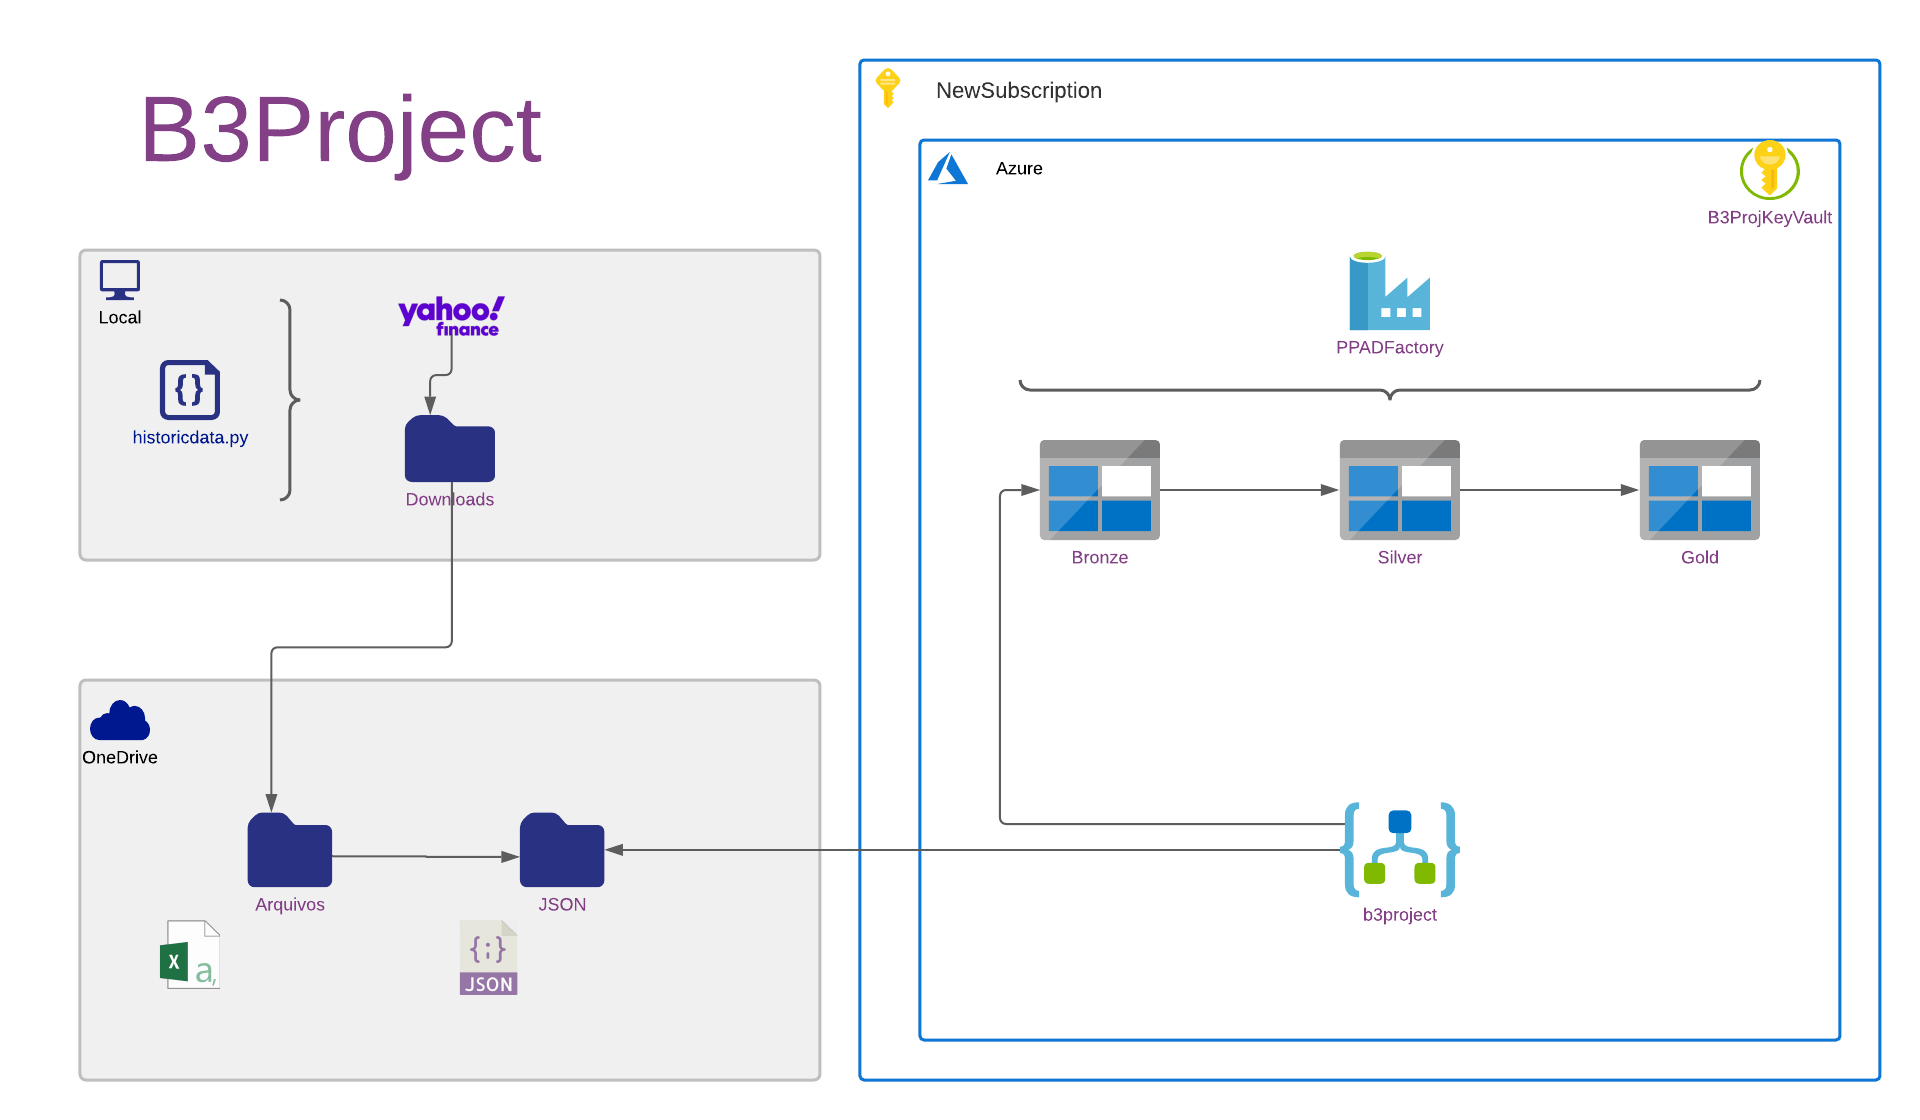 B3Project
NewSubscription
Azure
B3ProjKeyVault
PPADFactory
Local
historicdata.py
yahoo!
finance
Downloads
Bronze
Silver
Gold
OneDrive
Arquivos
JSON
X
a,
{;}
JSON
b3project